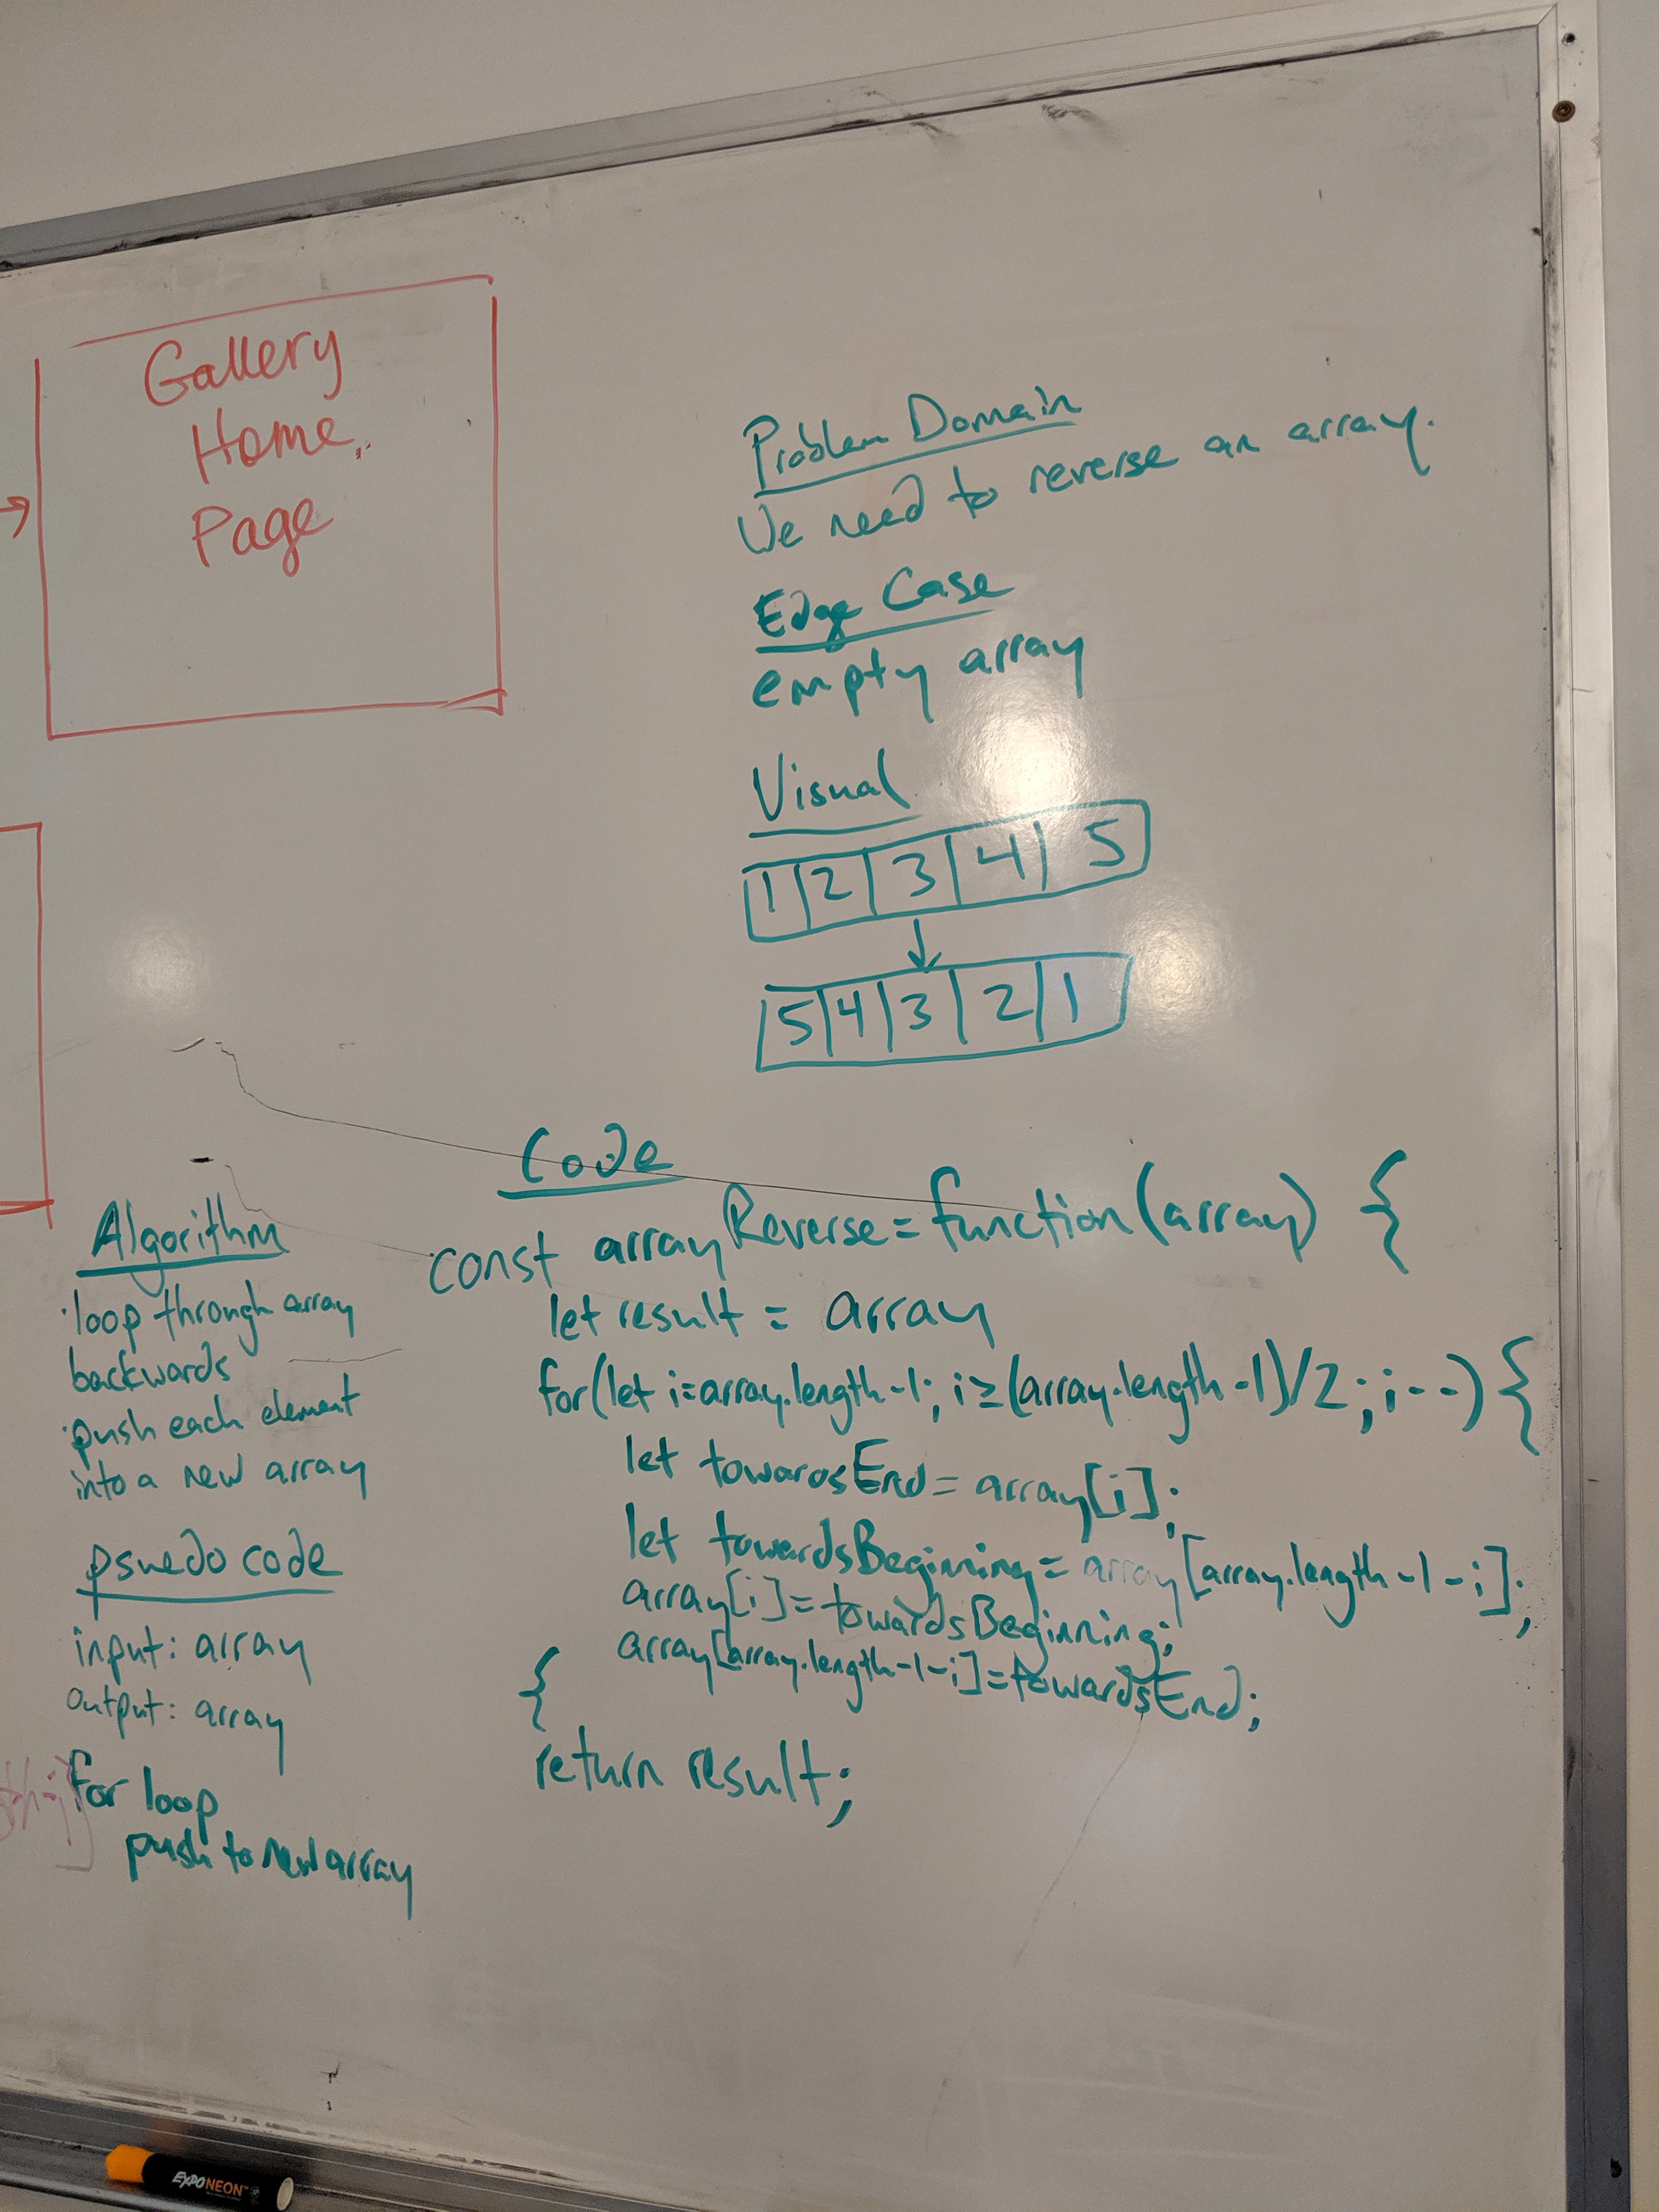 Gallery
Home
Page
Problem Domain
We need to reverse an array.
Edge Case
empty array
Visual
1 2 3 4 5
5 4 3 2 1
Algorithm
·loop through array
backwards
·push each element
into a new array
psuedo code
input: array
output: array
for loop
push to new array
Code
const arrayReverse = function(array) {
let result = array
for(let i=array.length-1; i≥(array.length-1)/2; i--) {
let towardsEnd = array[i];
let towardsBeginning = array[array.length-1-i];
array[i]=towardsBeginning;
array[array.length-1-i]=towardsEnd;
{
return result;
EXPO NEON